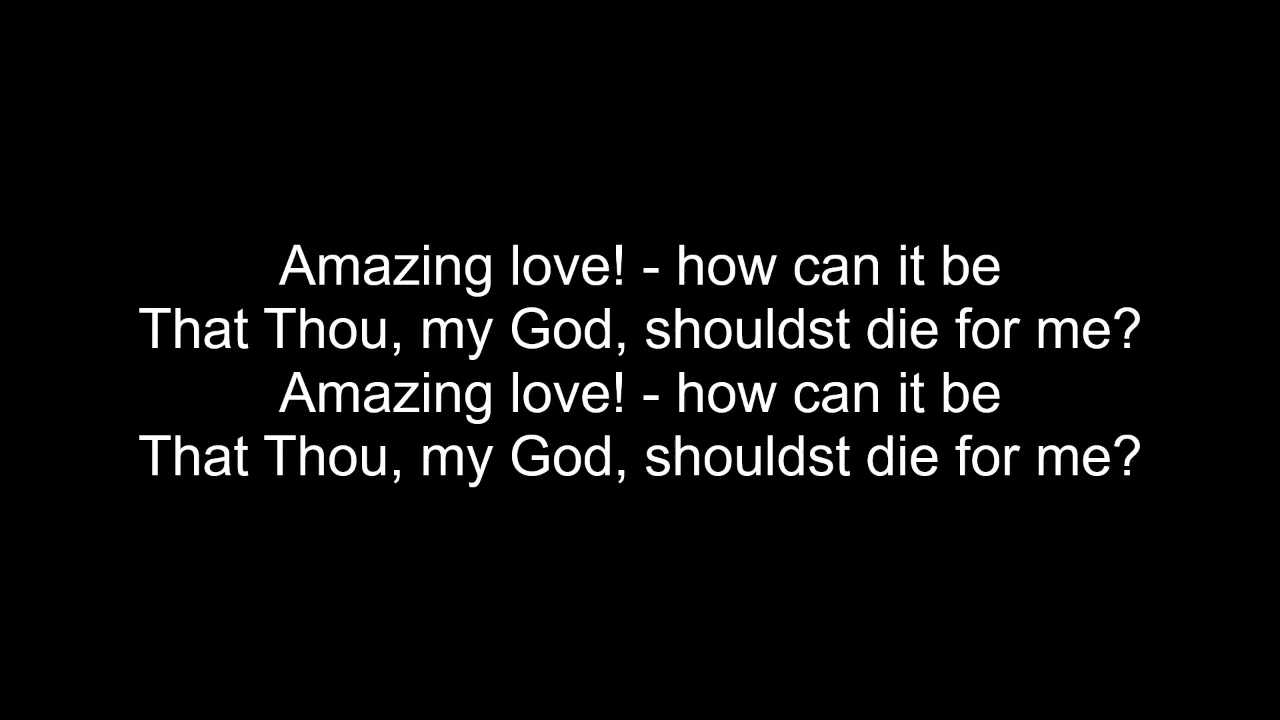 Amazing love! - how can it be
That Thou, my God, shouldst die for me?
Amazing love! - how can it be
That Thou, my God, shouldst die for me?